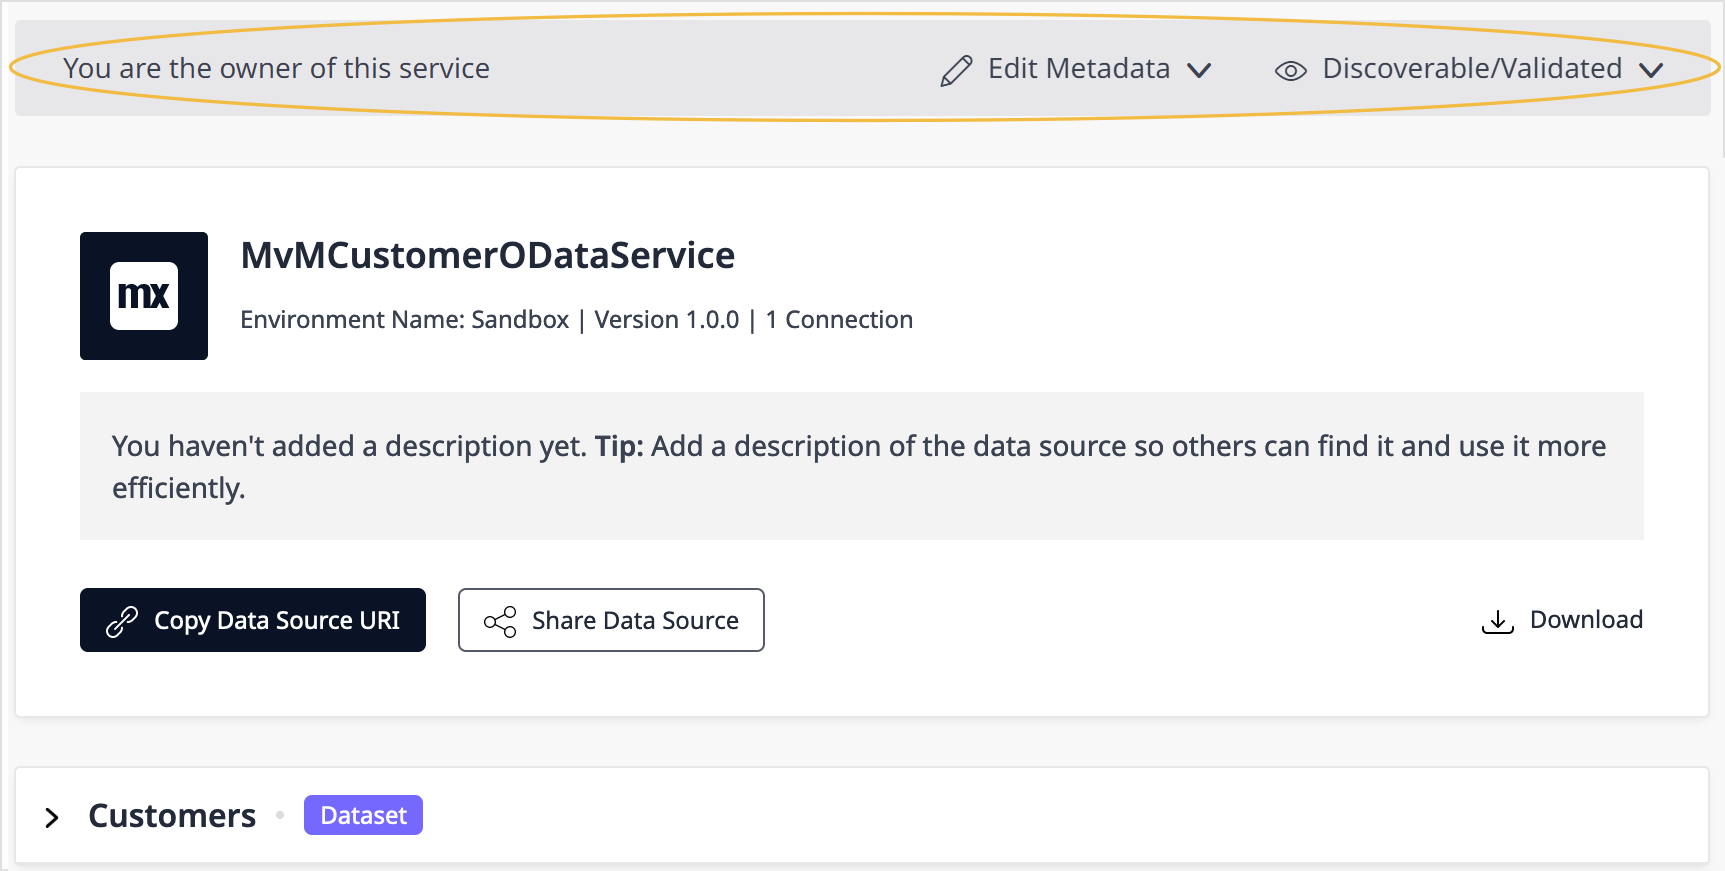 You are the owner of this service
Edit Metadata
Discoverable/Validated
mx
MvMCustomerODataService
Environment Name: Sandbox | Version 1.0.0 | 1 Connection
You haven't added a description yet. Tip: Add a description of the data source so others can find it and use it more
efficiently.
Copy Data Source URI
Share Data Source
Download
Customers
Dataset